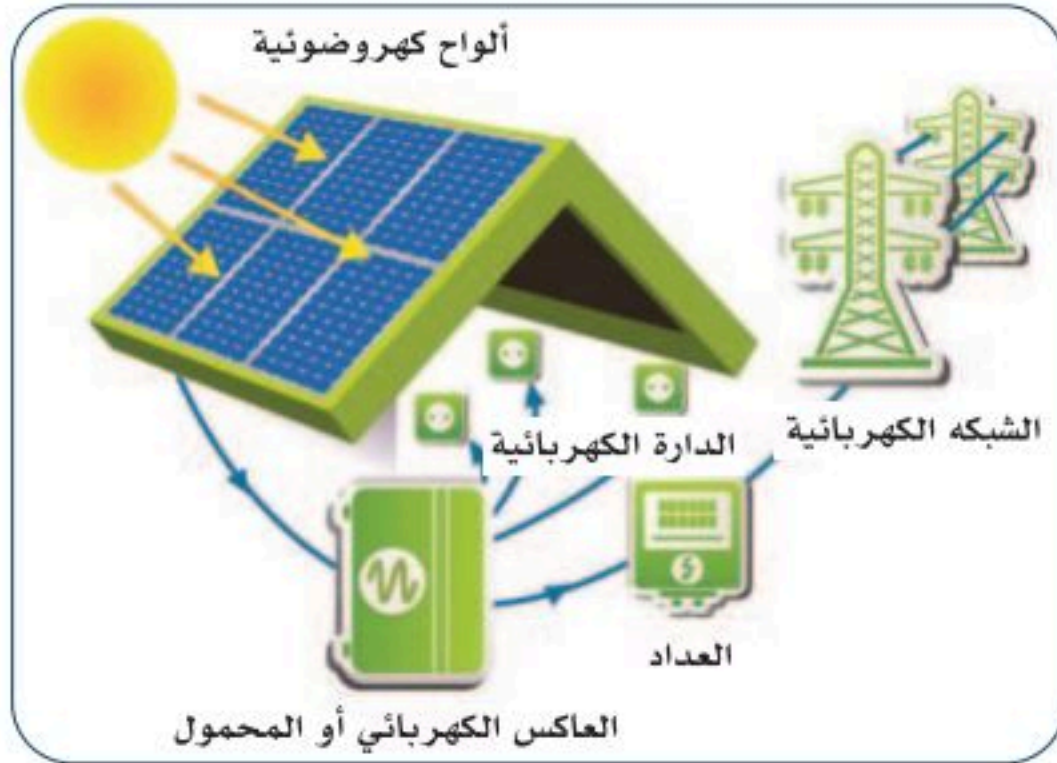 ألواح كهروضوئية
الدارة الكهربائية
الشبكه الكهربائية
العداد
العاكس الكهربائي أو المحمول